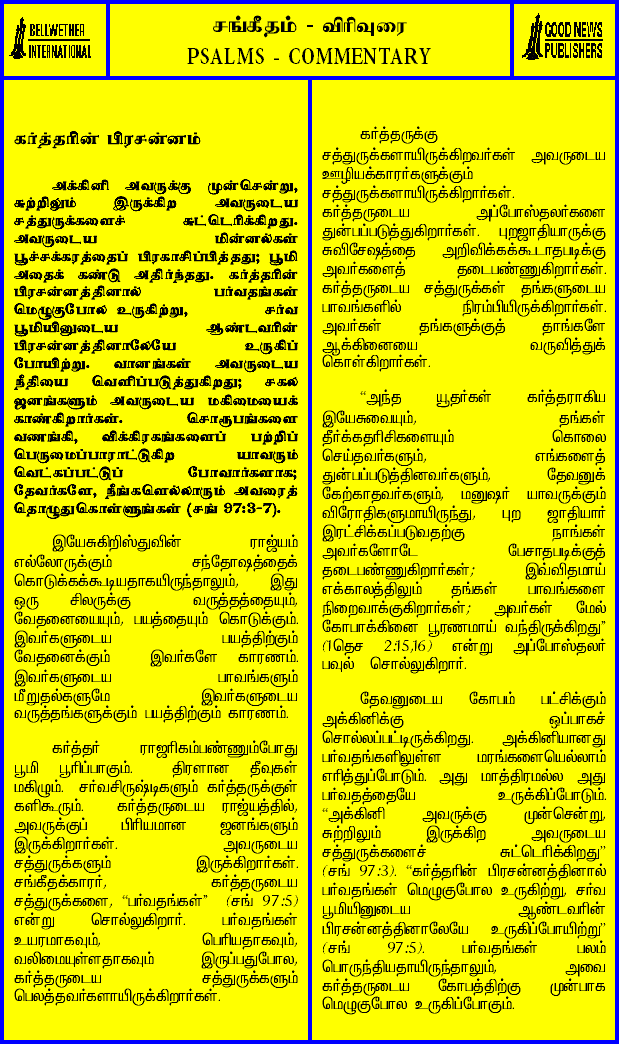 BELLWETHER
INTERNATIONAL
சங்கீதம் - விரிவுரை
PSALMS - COMMENTARY
GOOD NEWS
PUBLISHERS
கர்த்தரின் பிரசன்னம்
அக்கினி அவருக்கு முன்சென்று,
சுற்றிலும் இருக்கிற அவருடைய
சத்துருக்களைச் சுட்டெரிக்கிறது.
அவருடைய மின்னல்கள்
பூச்சக்கரத்தைப் பிரகாசிப்பித்தது; பூமி
அதைக் கண்டு அதிர்ந்தது. கர்த்தரின்
பிரசன்னத்தினால் பர்வதங்கள்
மெழுகுபோல உருகிற்று, சர்வ
பூமியினுடைய ஆண்டவரின்
பிரசன்னத்தினாலேயே உருகிப்
போயிற்று. வானங்கள் அவருடைய
நீதியை வெளிப்படுத்துகிறது; சகல
ஜனங்களும் அவருடைய மகிமையைக்
காண்கிறார்கள். சொரூபங்களை
வணங்கி, விக்கிரகங்களைப் பற்றிப்
பெருமைப்பாராட்டுகிற யாவரும்
வெட்கப்பட்டுப் போவார்களாக;
தேவர்களே, நீங்களெல்லாரும் அவரைத்
தொழுதுகொள்ளுங்கள் (சங் 97:3-7).
இயேசுகிறிஸ்துவின் ராஜ்யம்
எல்லோருக்கும் சந்தோஷத்தைக்
கொடுக்கக்கூடியதாகயிருந்தாலும், இது
ஒரு சிலருக்கு வருத்தத்தையும்,
வேதனையையும், பயத்தையும் கொடுக்கும்.
இவர்களுடைய பயத்திற்கும்
வேதனைக்கும் இவர்களே காரணம்.
இவர்களுடைய பாவங்களும்
மீறுதல்களுமே இவர்களுடைய
வருத்தங்களுக்கும் பயத்திற்கும் காரணம்.
கர்த்தர் ராஜரிகம்பண்ணும்போது
பூமி பூரிப்பாகும். திரளான தீவுகள்
மகிழும். சர்வசிருஷ்டிகளும் கர்த்தருக்குள்
களிகூரும். கர்த்தருடைய ராஜ்யத்தில்,
அவருக்குப் பிரியமான ஜனங்களும்
இருக்கிறார்கள். அவருடைய
சத்துருக்களும் இருக்கிறார்கள்.
சங்கீதக்காரர், கர்த்தருடைய
சத்துருக்களை, "பர்வதங்கள்" (சங் 97:5)
என்று சொல்லுகிறார். பர்வதங்கள்
உயரமாகவும், பெரியதாகவும்,
வலிமையுள்ளதாகவும் இருப்பதுபோல,
கர்த்தருடைய சத்துருக்களும்
பெலத்தவர்களாயிருக்கிறார்கள்.
கர்த்தருக்கு
சத்துருக்களாயிருக்கிறவர்கள் அவருடைய
ஊழியக்காரர்களுக்கும்
சத்துருக்களாயிருக்கிறார்கள்.
கர்த்தருடைய அப்போஸ்தலர்களை
துன்பப்படுத்துகிறார்கள். புறஜாதியாருக்கு
சுவிசேஷத்தை அறிவிக்கக்கூடாதபடிக்கு
அவர்களைத் தடைபண்ணுகிறார்கள்.
கர்த்தருடைய சத்துருக்கள் தங்களுடைய
பாவங்களில் நிரம்பியிருக்கிறார்கள்.
அவர்கள் தங்களுக்குத் தாங்களே
ஆக்கினையை வருவித்துக்
கொள்கிறார்கள்.
"அந்த யூதர்கள் கர்த்தராகிய
இயேசுவையும், தங்கள்
தீர்க்கதரிசிகளையும் கொலை
செய்தவர்களும், எங்களைத்
துன்பப்படுத்தினவர்களும், தேவனுக்
கேற்காதவர்களும், மனுஷர் யாவருக்கும்
விரோதிகளுமாயிருந்து, புற ஜாதியார்
இரட்சிக்கப்படுவதற்கு நாங்கள்
அவர்களோடே பேசாதபடிக்குத்
தடைபண்ணுகிறார்கள்; இவ்விதமாய்
எக்காலத்திலும் தங்கள் பாவங்களை
நிறைவாக்குகிறார்கள்; அவர்கள் மேல்
கோபாக்கினை பூரணமாய் வந்திருக்கிறது"
(1தெச 2:15,16) என்று அப்போஸ்தலர்
பவுல் சொல்லுகிறார்.
தேவனுடைய கோபம் பட்சிக்கும்
அக்கினிக்கு ஒப்பாகச்
சொல்லப்பட்டிருக்கிறது. அக்கினியானது
பர்வதங்களிலுள்ள மரங்களையெல்லாம்
எரித்துப்போடும். அது மாத்திரமல்ல அது
பர்வதத்தையே உருக்கிப்போடும்.
"அக்கினி அவருக்கு முன்சென்று,
சுற்றிலும் இருக்கிற அவருடைய
சத்துருக்களைச் சுட்டெரிக்கிறது"
(சங் 97:3). "கர்த்தரின் பிரசன்னத்தினால்
பர்வதங்கள் மெழுகுபோல உருகிற்று, சர்வ
பூமியினுடைய ஆண்டவரின்
பிரசன்னத்தினாலேயே உருகிப்போயிற்று"
(சங் 97:5). பர்வதங்கள் பலம்
பொருந்தியதாயிருந்தாலும், அவை
கர்த்தருடைய கோபத்திற்கு முன்பாக
மெழுகுபோல உருகிப்போகும்.